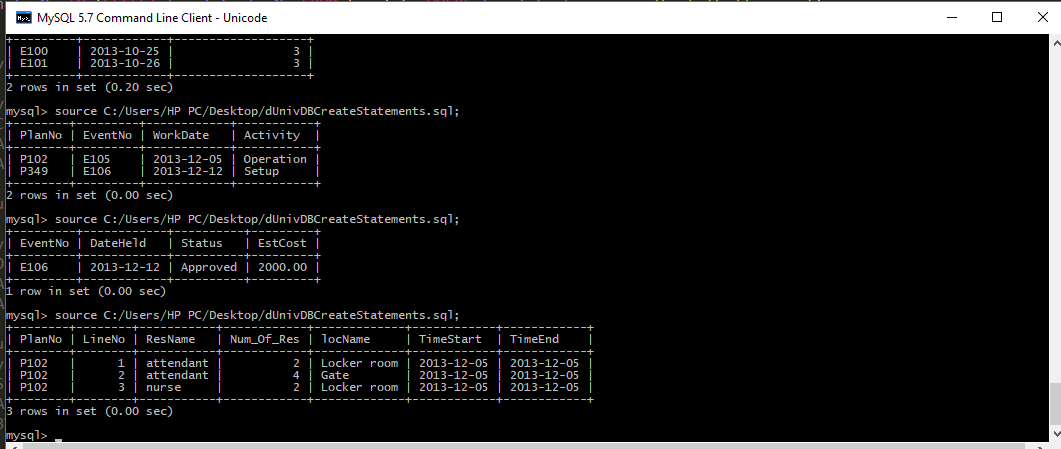 MySQL 5.7 Command Line Client - Unicode
+---------+------------+-----------------+
| E100    | 2013-10-25 |               3 |
| E101    | 2013-10-26 |               3 |
+---------+------------+-----------------+
2 rows in set (0.20 sec)
mysql> source C:/Users/HP PC/Desktop/dUnivDBCreateStatements.sql;
+--------+---------+------------+-----------+
| PlanNo | EventNo | WorkDate   | Activity  |
+--------+---------+------------+-----------+
| P102   | E105    | 2013-12-05 | Operation |
| P349   | E106    | 2013-12-12 | Setup     |
+--------+---------+------------+-----------+
2 rows in set (0.00 sec)
mysql> source C:/Users/HP PC/Desktop/dUnivDBCreateStatements.sql;
+---------+------------+----------+---------+
| EventNo | DateHeld   | Status   | EstCost |
+---------+------------+----------+---------+
| E106    | 2013-12-12 | Approved | 2000.00 |
+---------+------------+----------+---------+
1 row in set (0.00 sec)
mysql> source C:/Users/HP PC/Desktop/dUnivDBCreateStatements.sql;
+--------+--------+-----------+------------+-------------+------------+------------+
| PlanNo | LineNo | ResName   | Num_Of_Res | locName     | TimeStart  | TimeEnd    |
+--------+--------+-----------+------------+-------------+------------+------------+
| P102   |      1 | attendant |          2 | Locker room | 2013-12-05 | 2013-12-05 |
| P102   |      2 | attendant |          4 | Gate        | 2013-12-05 | 2013-12-05 |
| P102   |      3 | nurse     |          2 | Locker room | 2013-12-05 | 2013-12-05 |
+--------+--------+-----------+------------+-------------+------------+------------+
3 rows in set (0.00 sec)
mysql> _